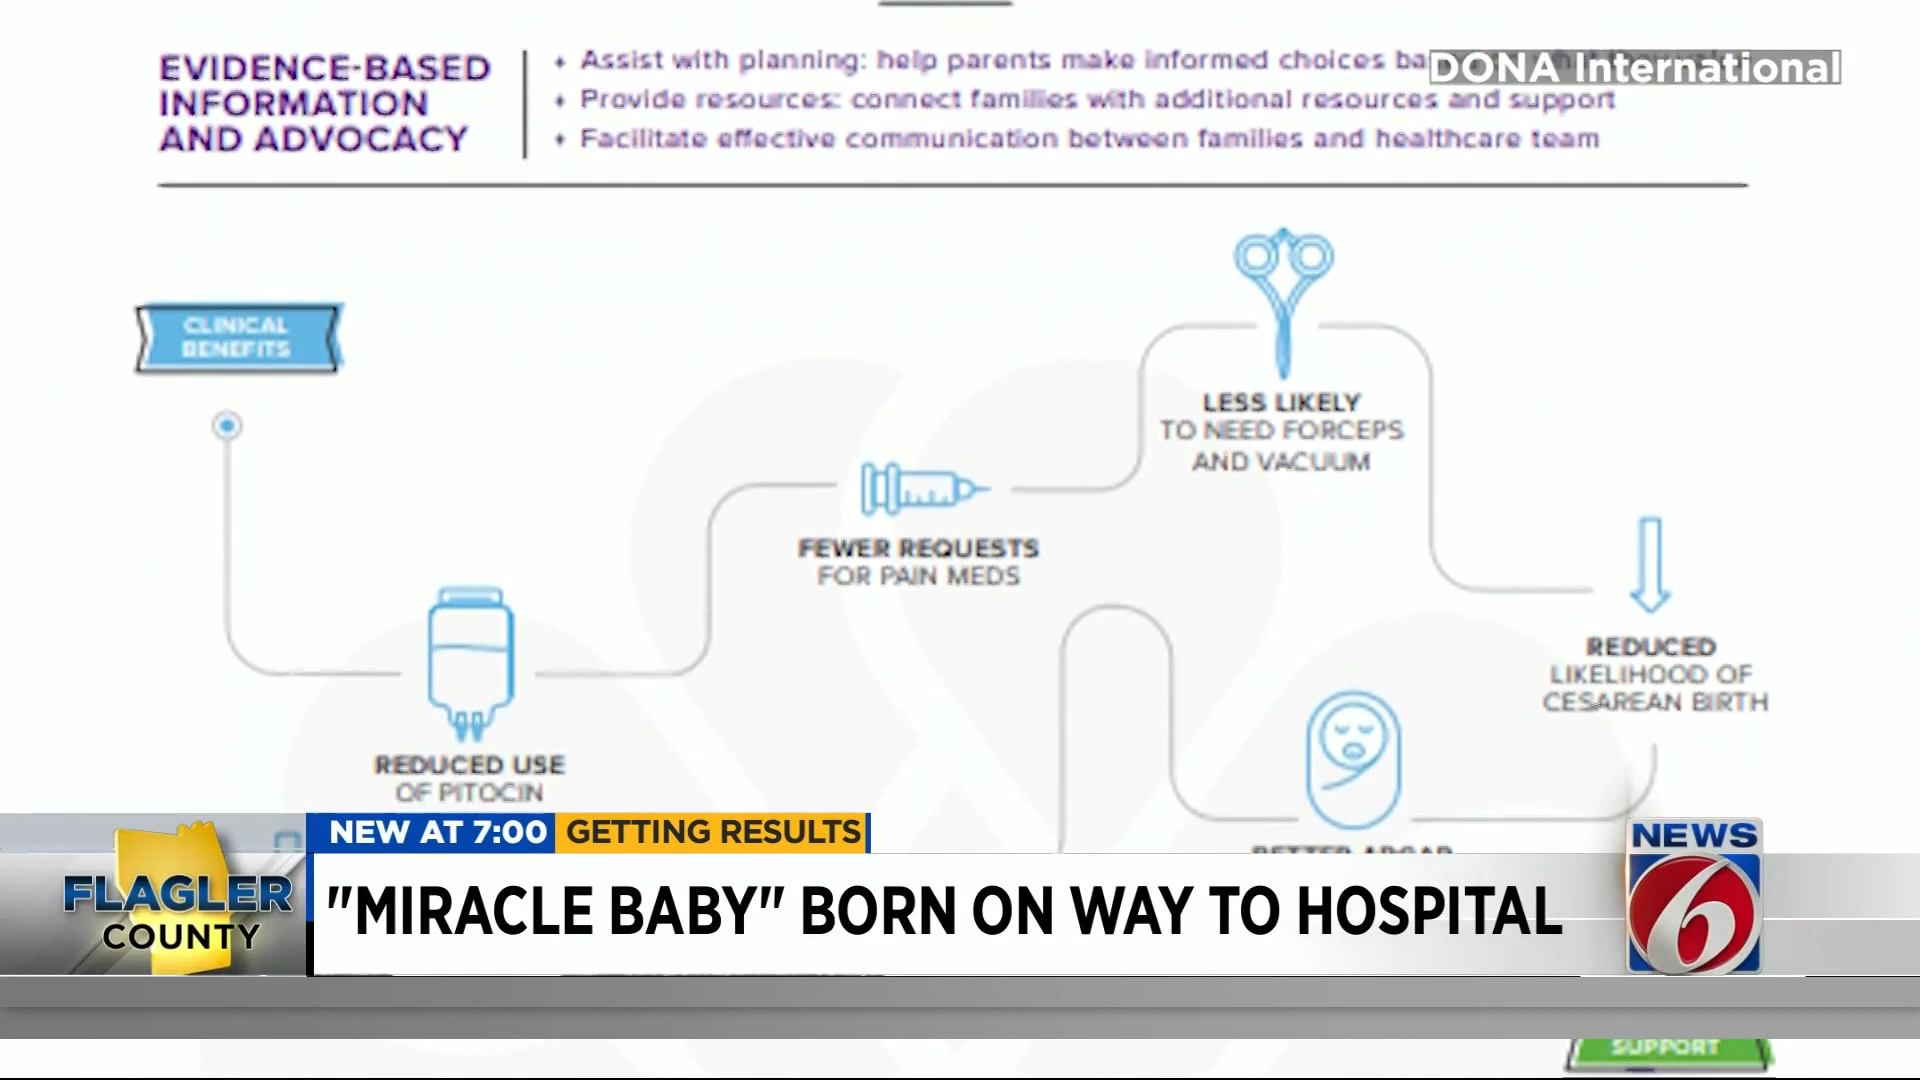 EVIDENCE-BASED
INFORMATION
AND ADVOCACY
+ Assist with planning: help parents make informed choices
DONA International
+ Provide resources: connect families with additional resources and support
+ Facilitate effective communication between families and healthcare team
CLINICAL
BENEFITS
LESS LIKELY
TO NEED FORCEPS
AND VACUUM
FEWER REQUESTS
FOR PAIN MEDS
REDUCED
LIKELIHOOD OF
CESAREAN BIRTH
REDUCED USE
OF PITOCIN
NEW AT 7:00 GETTING RESULTS
BETTER APGAR
FLAGLER
COUNTY
"MIRACLE BABY" BORN ON WAY TO HOSPITAL
NEWS
6
SUPPORT